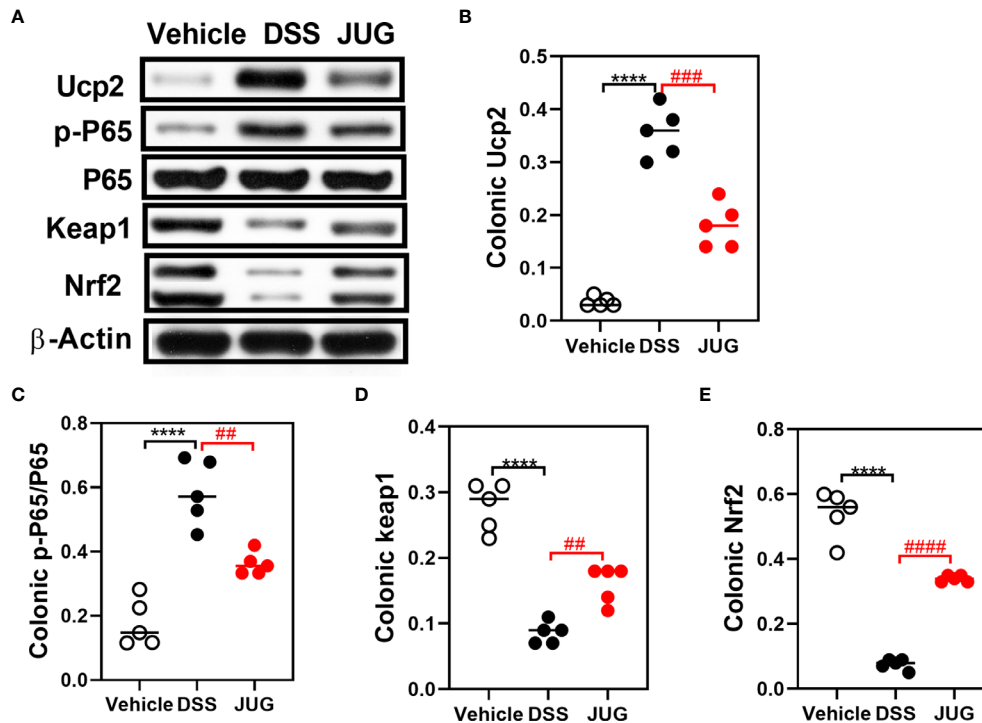 A
Vehicle DSS JUG
Ucp2
p-P65
P65
Keap1
Nrf2
β-Actin
B
Colonic Ucp2
0.5
0.4
0.3
0.2
0.1
0.0
**** ###
Vehicle DSS JUG
C
Colonic p-P65/P65
0.8
0.6
0.4
0.2
0.0
**** ##
Vehicle DSS JUG
D
Colonic keap1
0.4
0.3
0.2
0.1
0.0
****
##
Vehicle DSS JUG
E
Colonic Nrf2
0.8
0.6
0.4
0.2
0.0
****
####
Vehicle DSS JUG